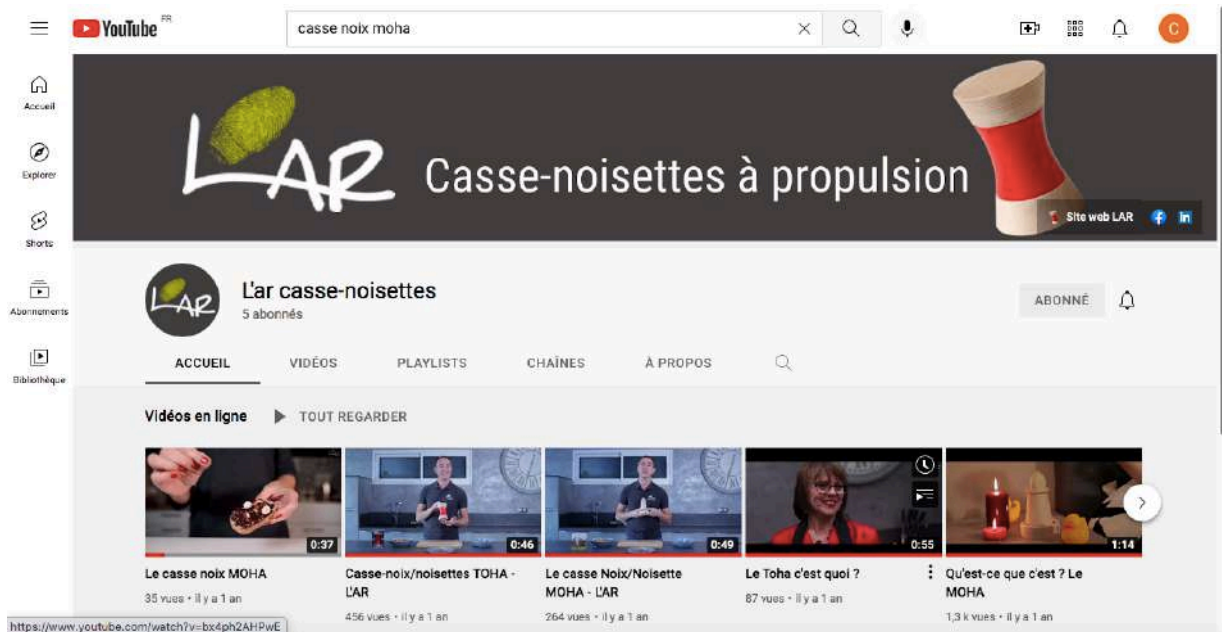 YouTube FR
casse noix moha
C
Accueil
Explorer
Shorts
Abonnements
Bibliothèque
L'AR Casse-noisettes à propulsion
Site web LAR
L'AR
L'ar casse-noisettes
5 abonnés
ABONNÉ
ACCUEIL VIDÉOS PLAYLISTS CHAÎNES À PROPOS
Vidéos en ligne TOUT REGARDER
0:37
0:46
0:49
0:55
1:14
Le casse noix MOHA
35 vues • il y a 1 an
Casse-noix/noisettes TOHA -
L'AR
456 vues • il y a 1 an
Le casse Noix/Noisette
MOHA - L'AR
264 vues • il y a 1 an
Le Toha c'est quoi ?
87 vues • il y a 1 an
Qu'est-ce que c'est ? Le
MOHA
1,3 k vues • il y a 1 an
https://www.youtube.com/watch?v=bx4ph2AHPwE